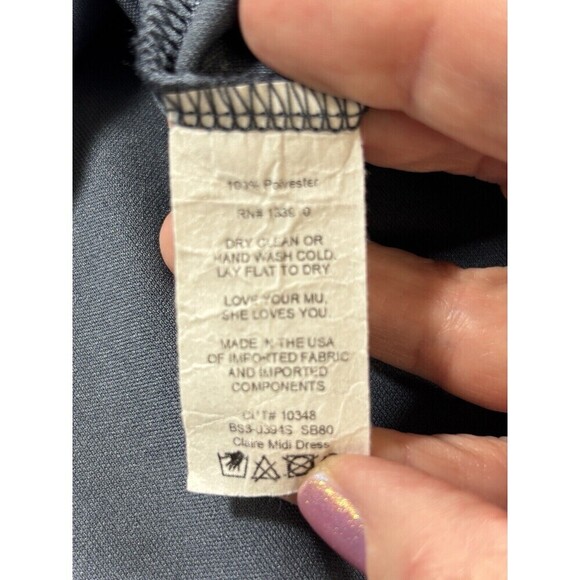 100% Polyester
RN#
DRY CLEAN OR
HAND WASH COLD.
LAY FLAT TO DRY
LOVE YOUR MU,
SHE LOVES YOU.
MADE IN THE USA
OF IMPORTED FABRIC
AND IMPORTED
COMPONENTS
CUT# 10348
SB80
Claire Midi Dress